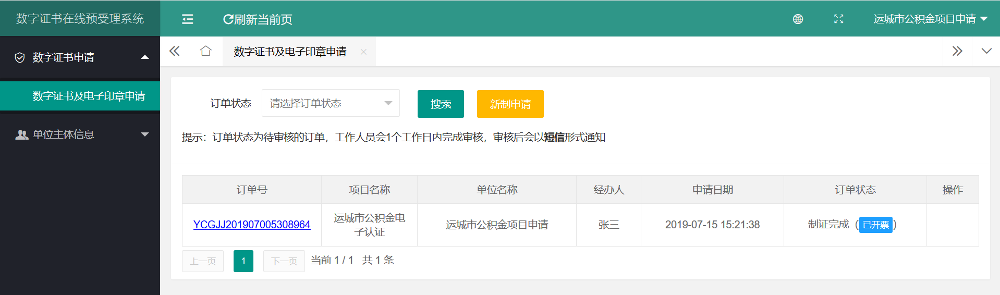 数字证书在线预受理系统
刷新当前页
运城市公积金项目申请
数字证书申请
数字证书及电子印章申请
单位主体信息
数字证书及电子印章申请
订单状态 请选择订单状态 搜索 新制申请
提示：订单状态为待审核的订单，工作人员会1个工作日内完成审核，审核后会以短信形式通知
订单号 项目名称 单位名称 经办人 申请日期 订单状态 操作
YCGJJ201907005308964 运城市公积金电
子认证 运城市公积金项目申请 张三 2019-07-15 15:21:38 制证完成（已开票）
上一页 1 下一页 当前 1 / 1 共 1 条